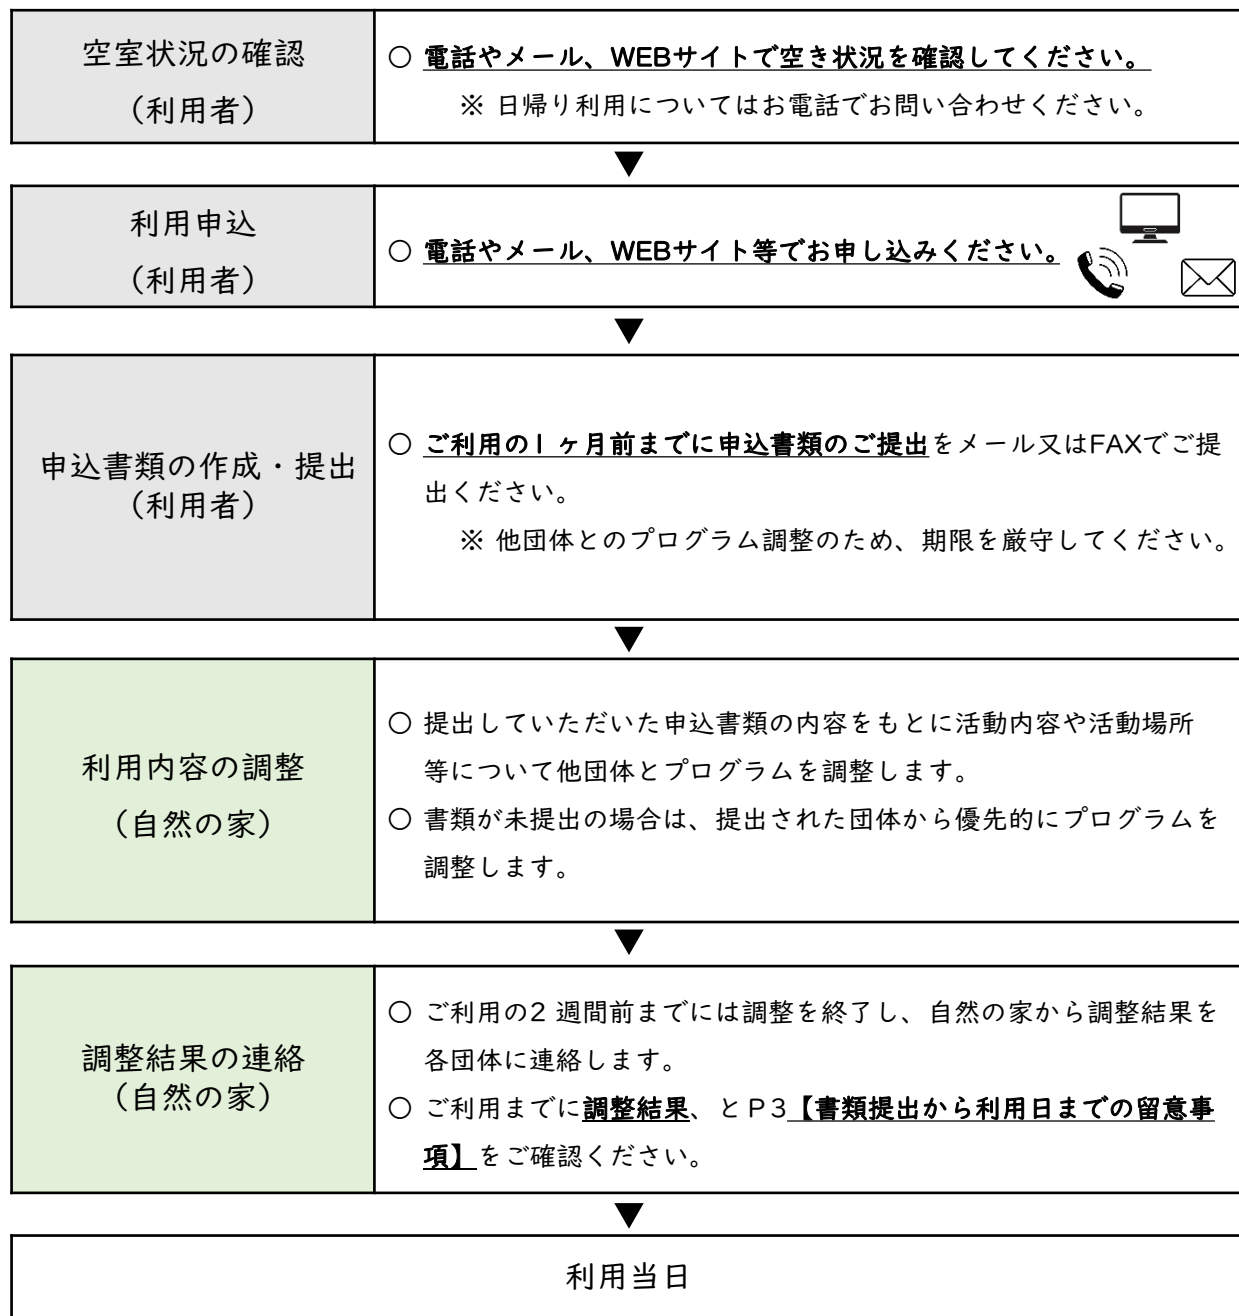 空室状況の確認
（利用者）
○ 電話やメール、WEBサイトで空き状況を確認してください。
※ 日帰り利用についてはお電話でお問い合わせください。
▼
利用申込
（利用者）
○ 電話やメール、WEBサイト等でお申し込みください。
▼
申込書類の作成・提出
（利用者）
○ ご利用の1ヶ月前までに申込書類のご提出をメール又はFAXでご提
出ください。
※ 他団体とのプログラム調整のため、期限を厳守してください。
▼
利用内容の調整
（自然の家）
○ 提出していただいた申込書類の内容をもとに活動内容や活動場所
等について他団体とプログラムを調整します。
○ 書類が未提出の場合は、提出された団体から優先的にプログラムを
調整します。
▼
調整結果の連絡
（自然の家）
○ ご利用の2 週間前までには調整を終了し、自然の家から調整結果を
各団体に連絡します。
○ ご利用までに調整結果、とP3【書類提出から利用日までの留意事
項】をご確認ください。
▼
利用当日